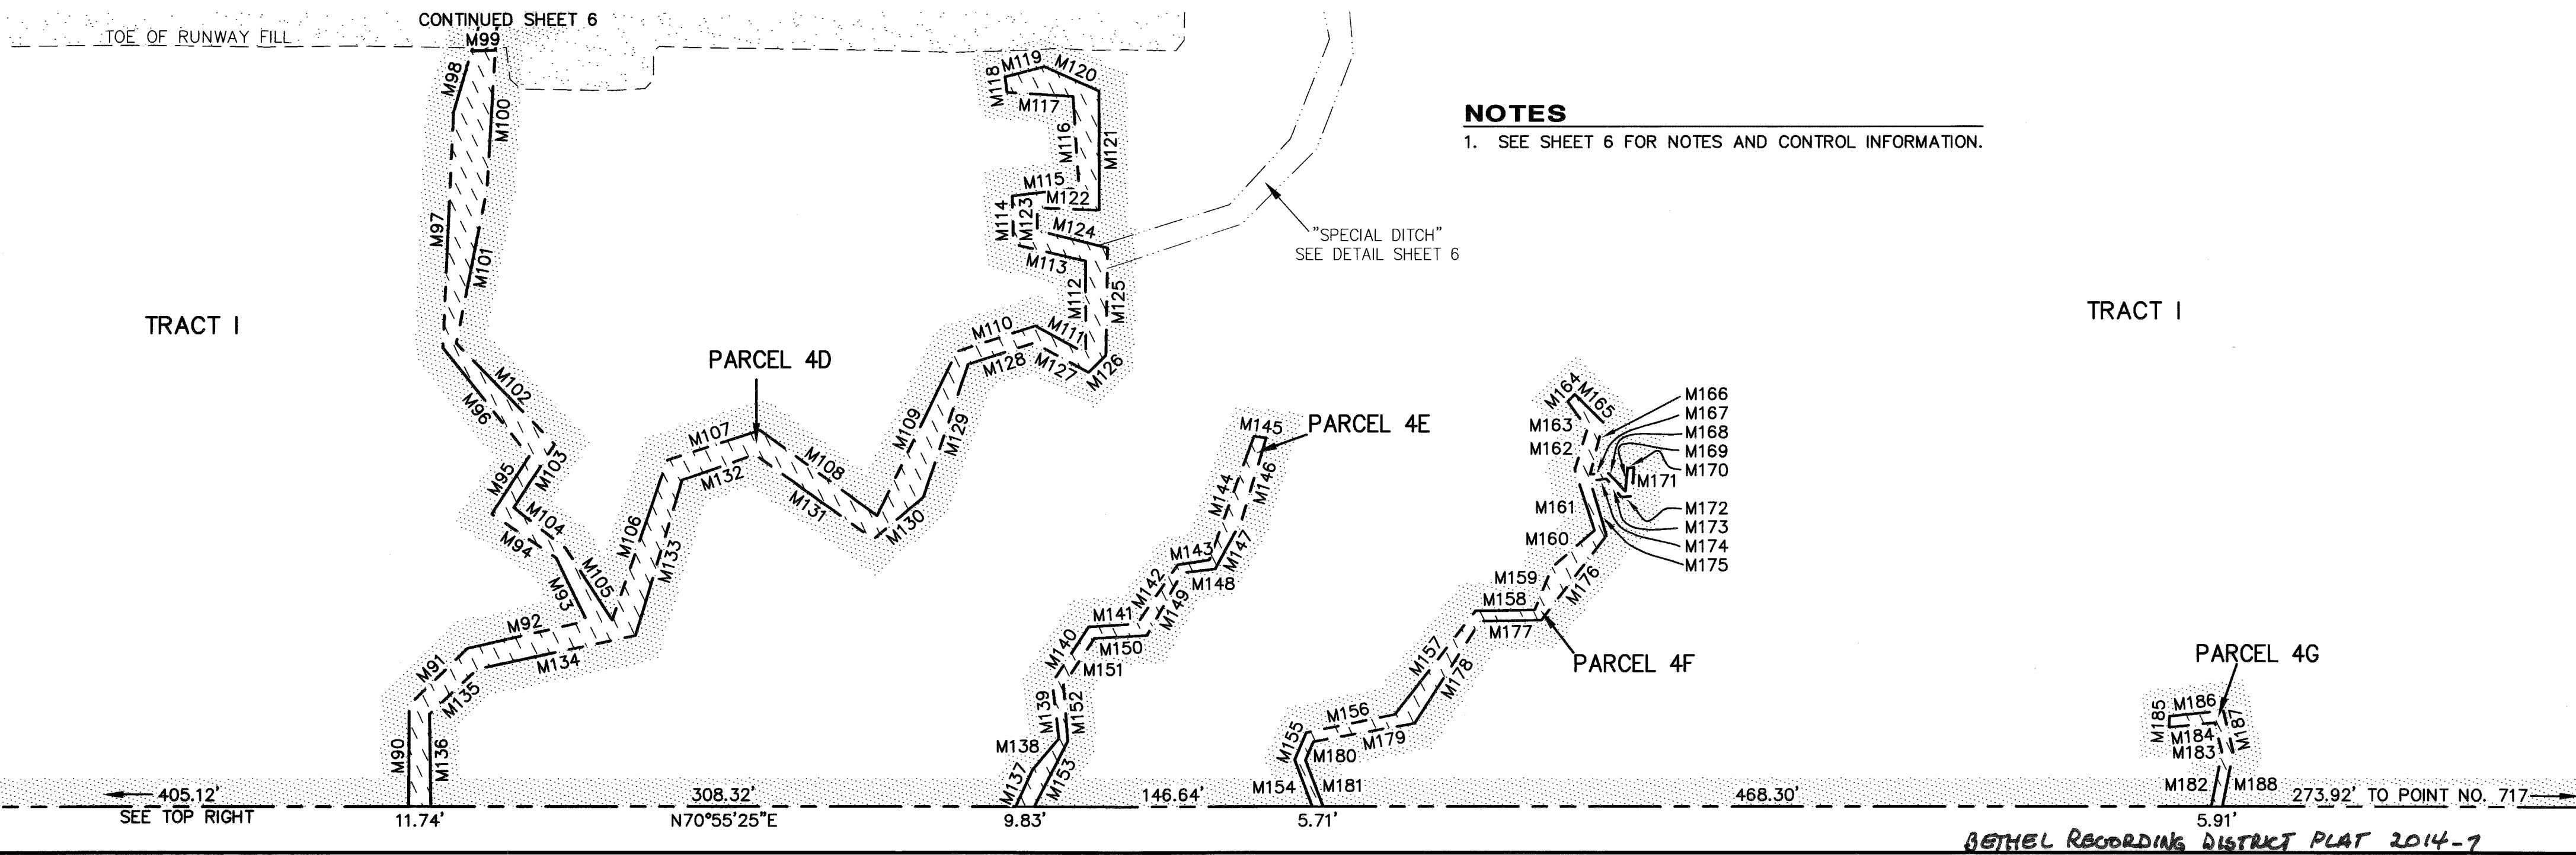 CONTINUED SHEET 6
TOE OF RUNWAY FILL
M99
M98
M100
M97
M101
M102
M96
M95
M103
M104
M94
M93
M105
M92
M91
M134
M135
M90
M136
TRACT I
PARCEL 4D
M106
M107
M132
M133
M108
M131
M109
M129
M130
M110
M128
M111
M127
M126
M112
M125
M113
M124
M114
M123
M115
M122
M116
M121
M117
M118
M119
M120
NOTES
1. SEE SHEET 6 FOR NOTES AND CONTROL INFORMATION.
"SPECIAL DITCH"
SEE DETAIL SHEET 6
TRACT I
PARCEL 4E
M145
M144
M146
M143
M147
M148
M142
M149
M141
M150
M140
M151
M139
M152
M138
M137
M153
M164
M165
M163
M162
M166
M167
M168
M169
M170
M171
M172
M173
M174
M175
M161
M160
M159
M176
M158
M177
PARCEL 4F
M157
M178
M156
M179
M155
M180
M154
M181
PARCEL 4G
M186
M185
M187
M184
M183
M182
M188
405.12'
308.32'
146.64'
468.30'
273.92' TO POINT NO. 717
SEE TOP RIGHT
11.74'
N70°55'25"E
9.83'
5.71'
5.91'
BETHEL RECORDING DISTRICT PLAT 2014-7